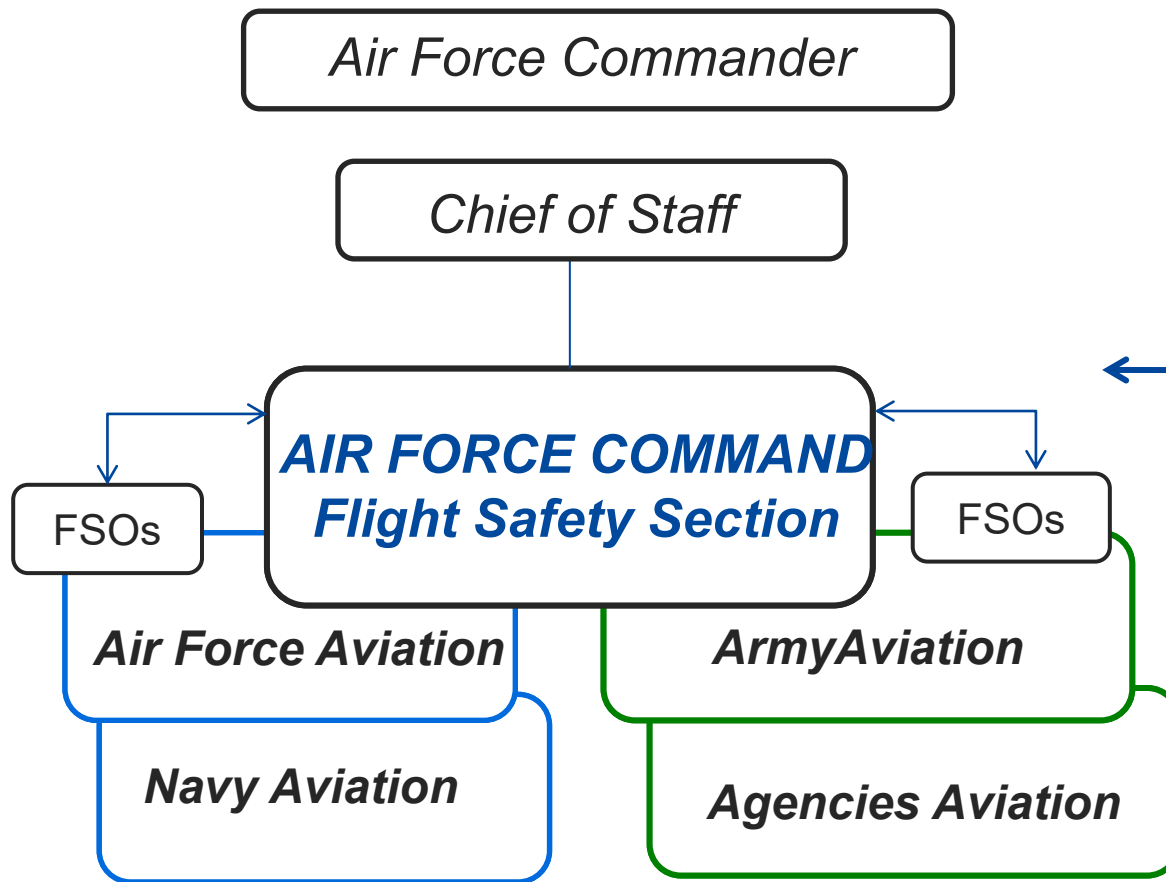 Air Force Commander
Chief of Staff
AIR FORCE COMMAND
Flight Safety Section
FSOs
FSOs
Air Force Aviation
ArmyAviation
Navy Aviation
Agencies Aviation